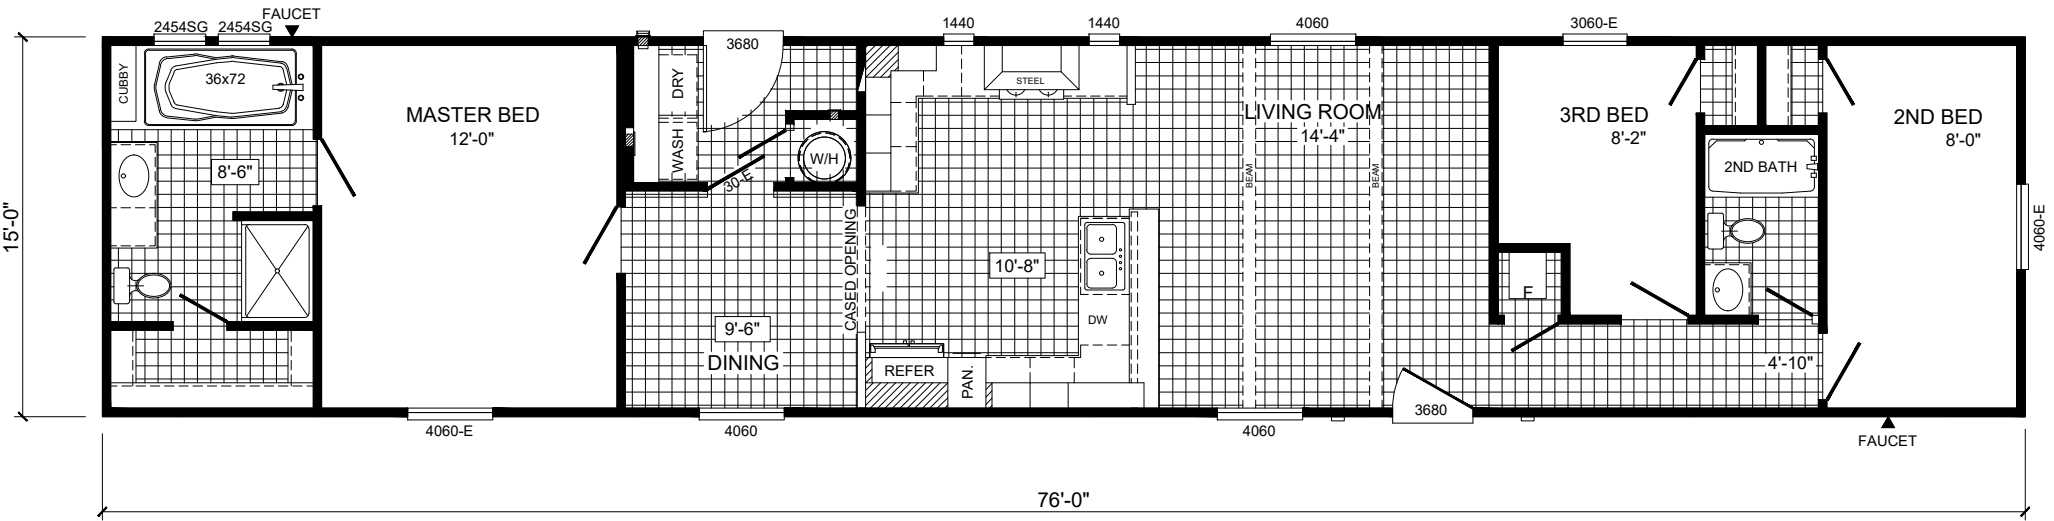 FAUCET
2454SG 2454SG
1440
1440
4060
3060-E
3680
CUBBY
36x72
DRY
WASH
STEEL
MASTER BED
12'-0"
LIVING ROOM
14'-4"
3RD BED
8'-2"
2ND BED
8'-0"
8'-6"
W/H
30-E
BEAM
BEAM
2ND BATH
15'-0"
4060-E
CASED OPENING
10'-8"
F
9'-6"
DINING
DW
REFER
PAN.
4'-10"
3680
4060-E
4060
4060
FAUCET
76'-0"